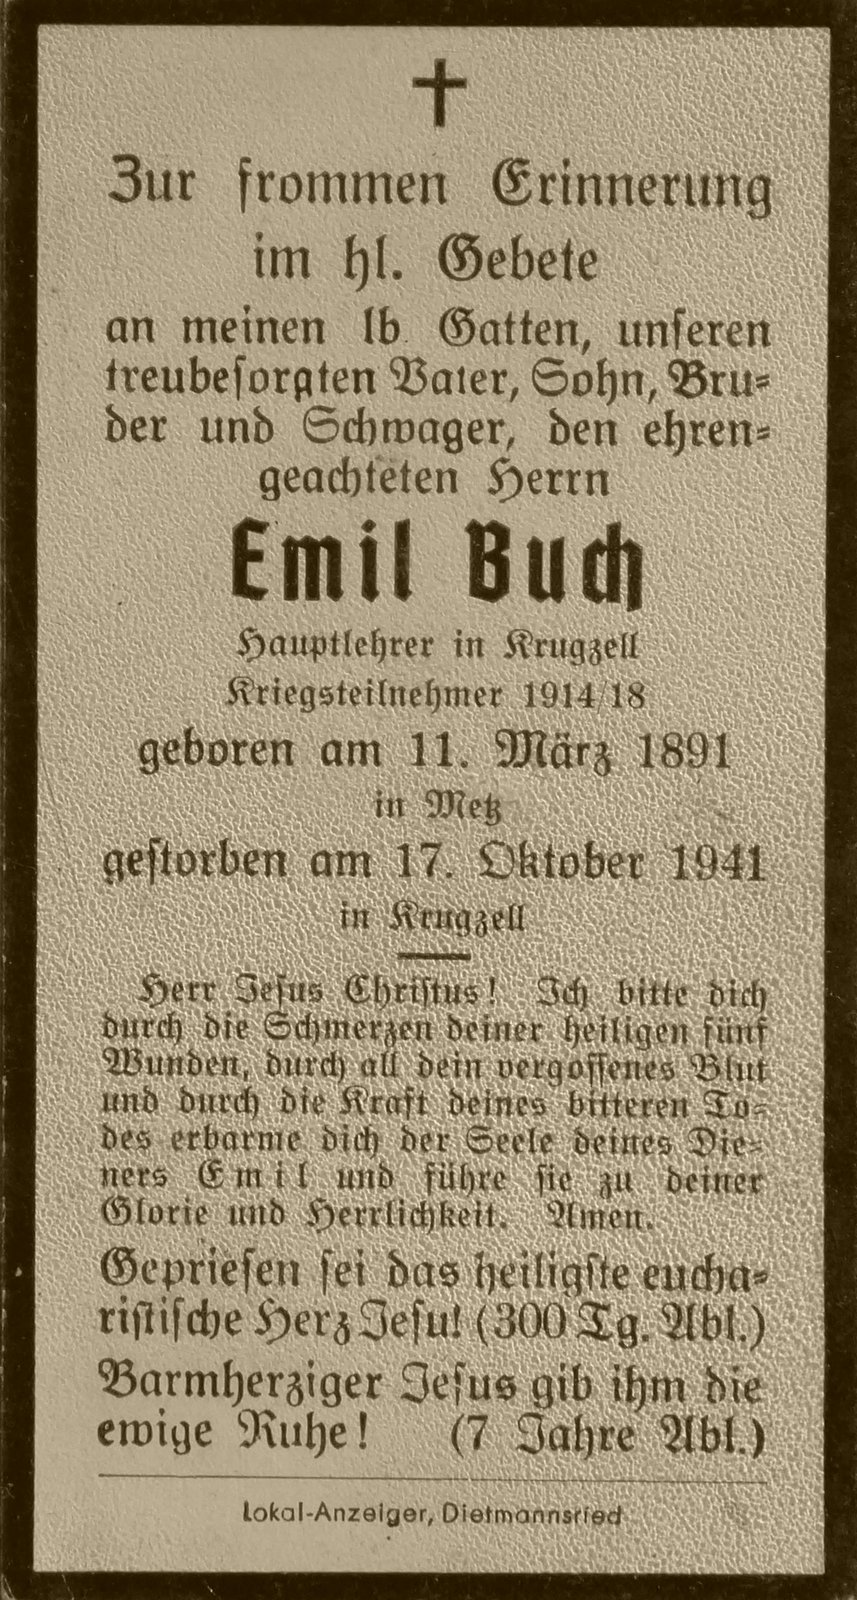 Zur frommen Erinnerung
im hl. Gebete
an meinen lb. Gatten, unseren
treubesorgten Vater, Sohn, Bru-
der und Schwager, den ehren-
geachteten Herrn
Emil Buch
Hauptlehrer in Krugzell
Kriegsteilnehmer 1914/18
geboren am 11. März 1891
in Metz
gestorben am 17. Oktober 1941
in Krugzell
Herr Jesus Christus! Ich bitte dich
durch die Schmerzen deiner heiligen fünf
Wunden, durch all dein vergossenes Blut
und durch die Kraft deines bitteren To-
des erbarme dich der Seele deines Die-
ners Emil und führe sie zu deiner
Glorie und Herrlichkeit. Amen.
Gepriesen sei das heiligste eucha-
ristische Herz Jesu! (300 Tg. Abl.)
Barmherziger Jesus gib ihm die
ewige Ruhe! (7 Jahre Abl.)
Lokal-Anzeiger, Dietmannsried